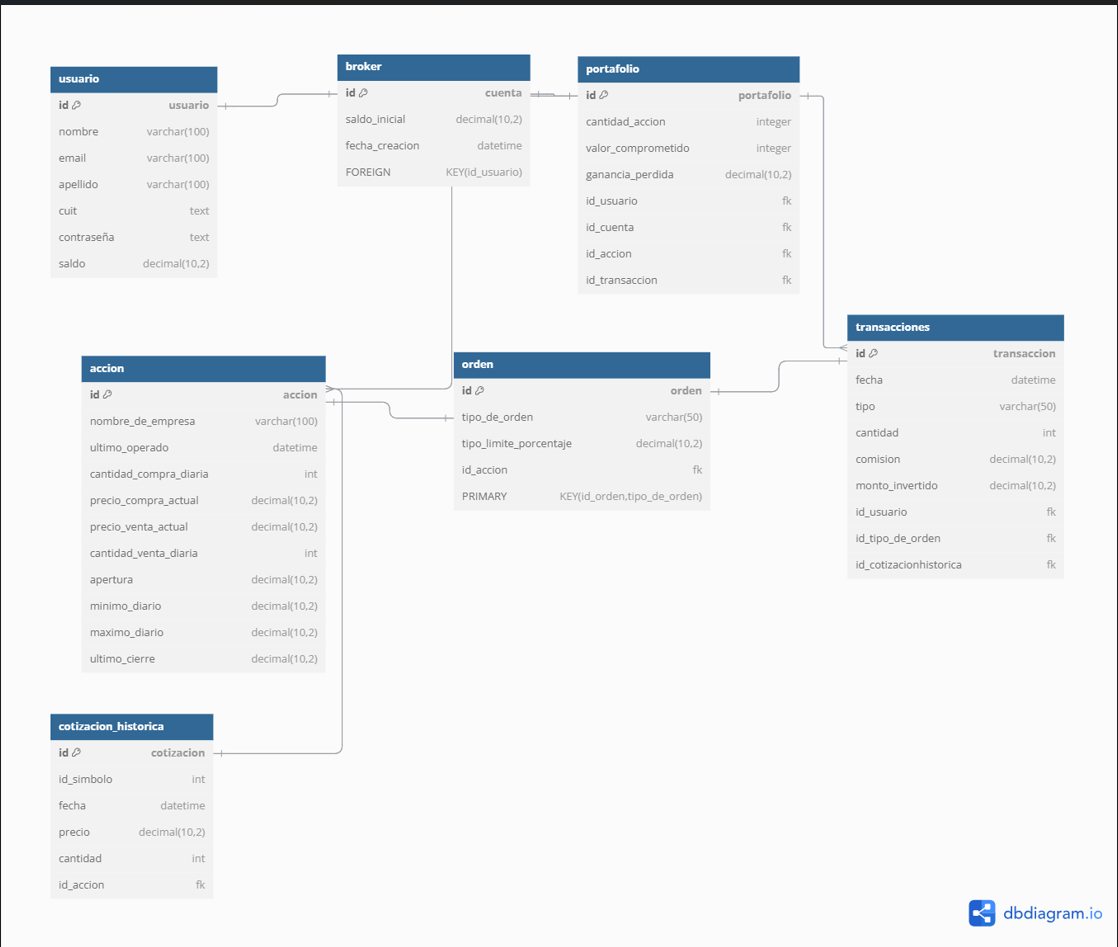 usuario
id usuario
nombre varchar(100)
email varchar(100)
apellido varchar(100)
cuit text
contraseña text
saldo decimal(10,2)
broker
id cuenta
saldo_inicial decimal(10,2)
fecha_creacion datetime
FOREIGN KEY(id_usuario)
portafolio
id portafolio
cantidad_accion integer
valor_comprometido integer
ganancia_perdida decimal(10,2)
id_usuario fk
id_cuenta fk
id_accion fk
id_transaccion fk
accion
id accion
nombre_de_empresa varchar(100)
ultimo_operado datetime
cantidad_compra_diaria int
precio_compra_actual decimal(10,2)
precio_venta_actual decimal(10,2)
cantidad_venta_diaria int
apertura decimal(10,2)
minimo_diario decimal(10,2)
maximo_diario decimal(10,2)
ultimo_cierre decimal(10,2)
orden
id orden
tipo_de_orden varchar(50)
tipo_limite_porcentaje decimal(10,2)
id_accion fk
PRIMARY KEY(id_orden,tipo_de_orden)
transacciones
id transaccion
fecha datetime
tipo varchar(50)
cantidad int
comision decimal(10,2)
monto_invertido decimal(10,2)
id_usuario fk
id_tipo_de_orden fk
id_cotizacionhistorica fk
cotizacion_historica
id cotizacion
id_simbolo int
fecha datetime
precio decimal(10,2)
cantidad int
id_accion fk
dbdiagram.io